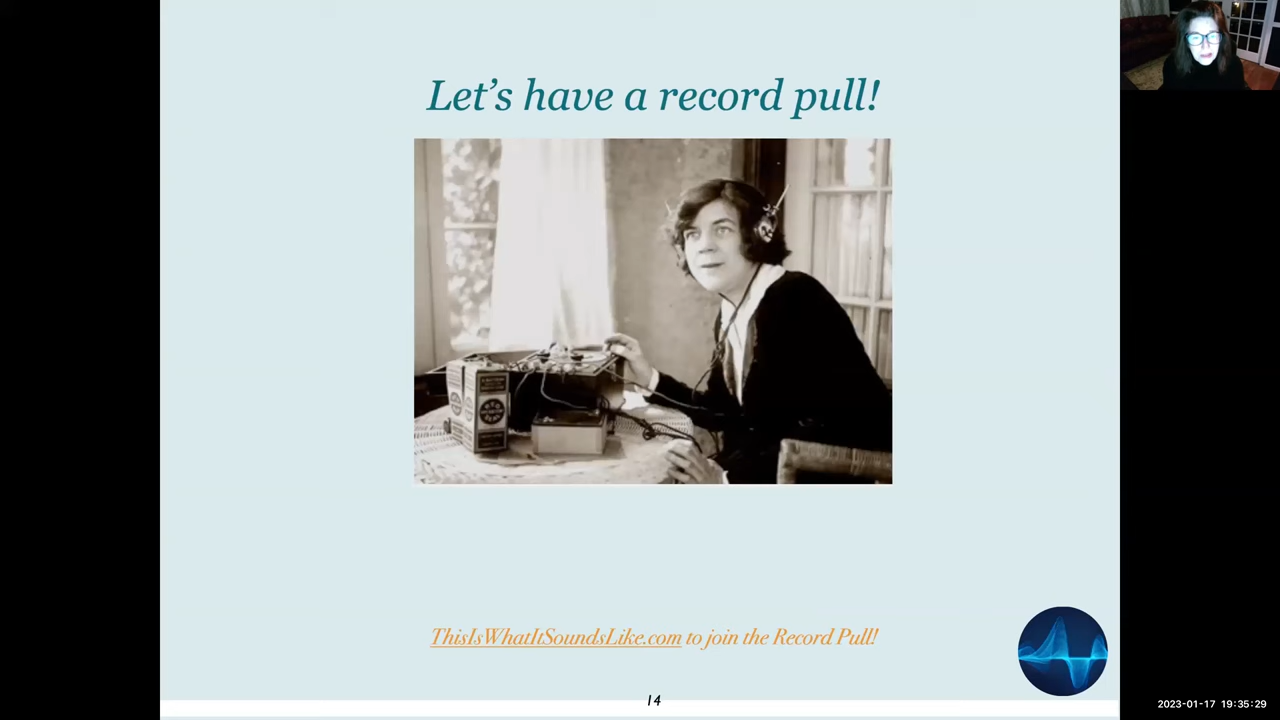 Let's have a record pull!
ThisIsWhatItSoundsLike.com to join the Record Pull!
14
2023-01-17 19:35:29